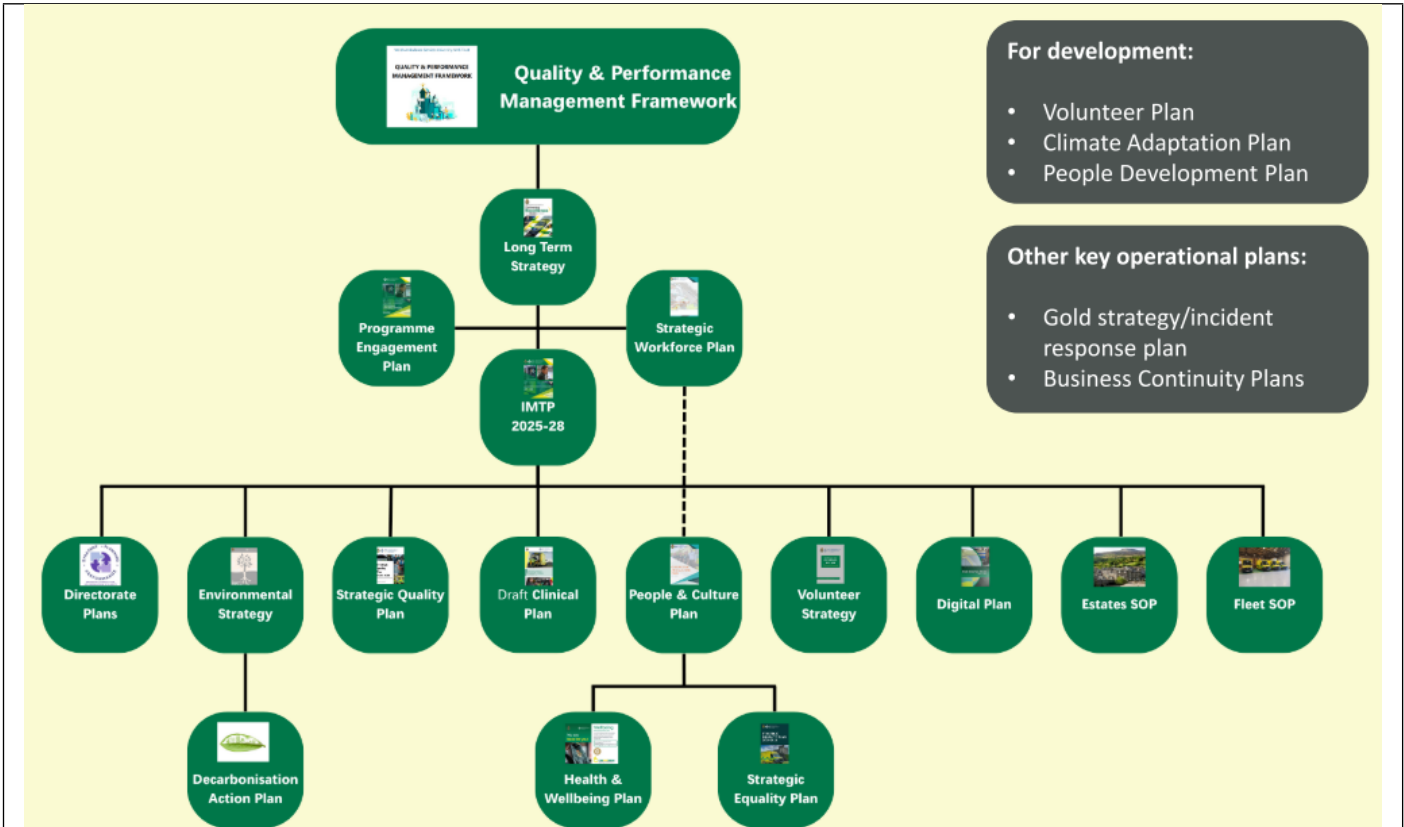 QUALITY & PERFORMANCE
MANAGEMENT FRAMEWORK
Quality & Performance
Management Framework
For development:
• Volunteer Plan
• Climate Adaptation Plan
• People Development Plan
Long Term
Strategy
Other key operational plans:
• Gold strategy/incident
response plan
• Business Continuity Plans
Programme
Engagement
Plan
Strategic
Workforce Plan
IMTP
2025-28
Directorate
Plans
Environmental
Strategy
Strategic Quality
Plan
Draft Clinical
Plan
People & Culture
Plan
Volunteer
Strategy
Digital Plan
Estates SOP
Fleet SOP
Decarbonisation
Action Plan
Health &
Wellbeing Plan
Strategic
Equality Plan